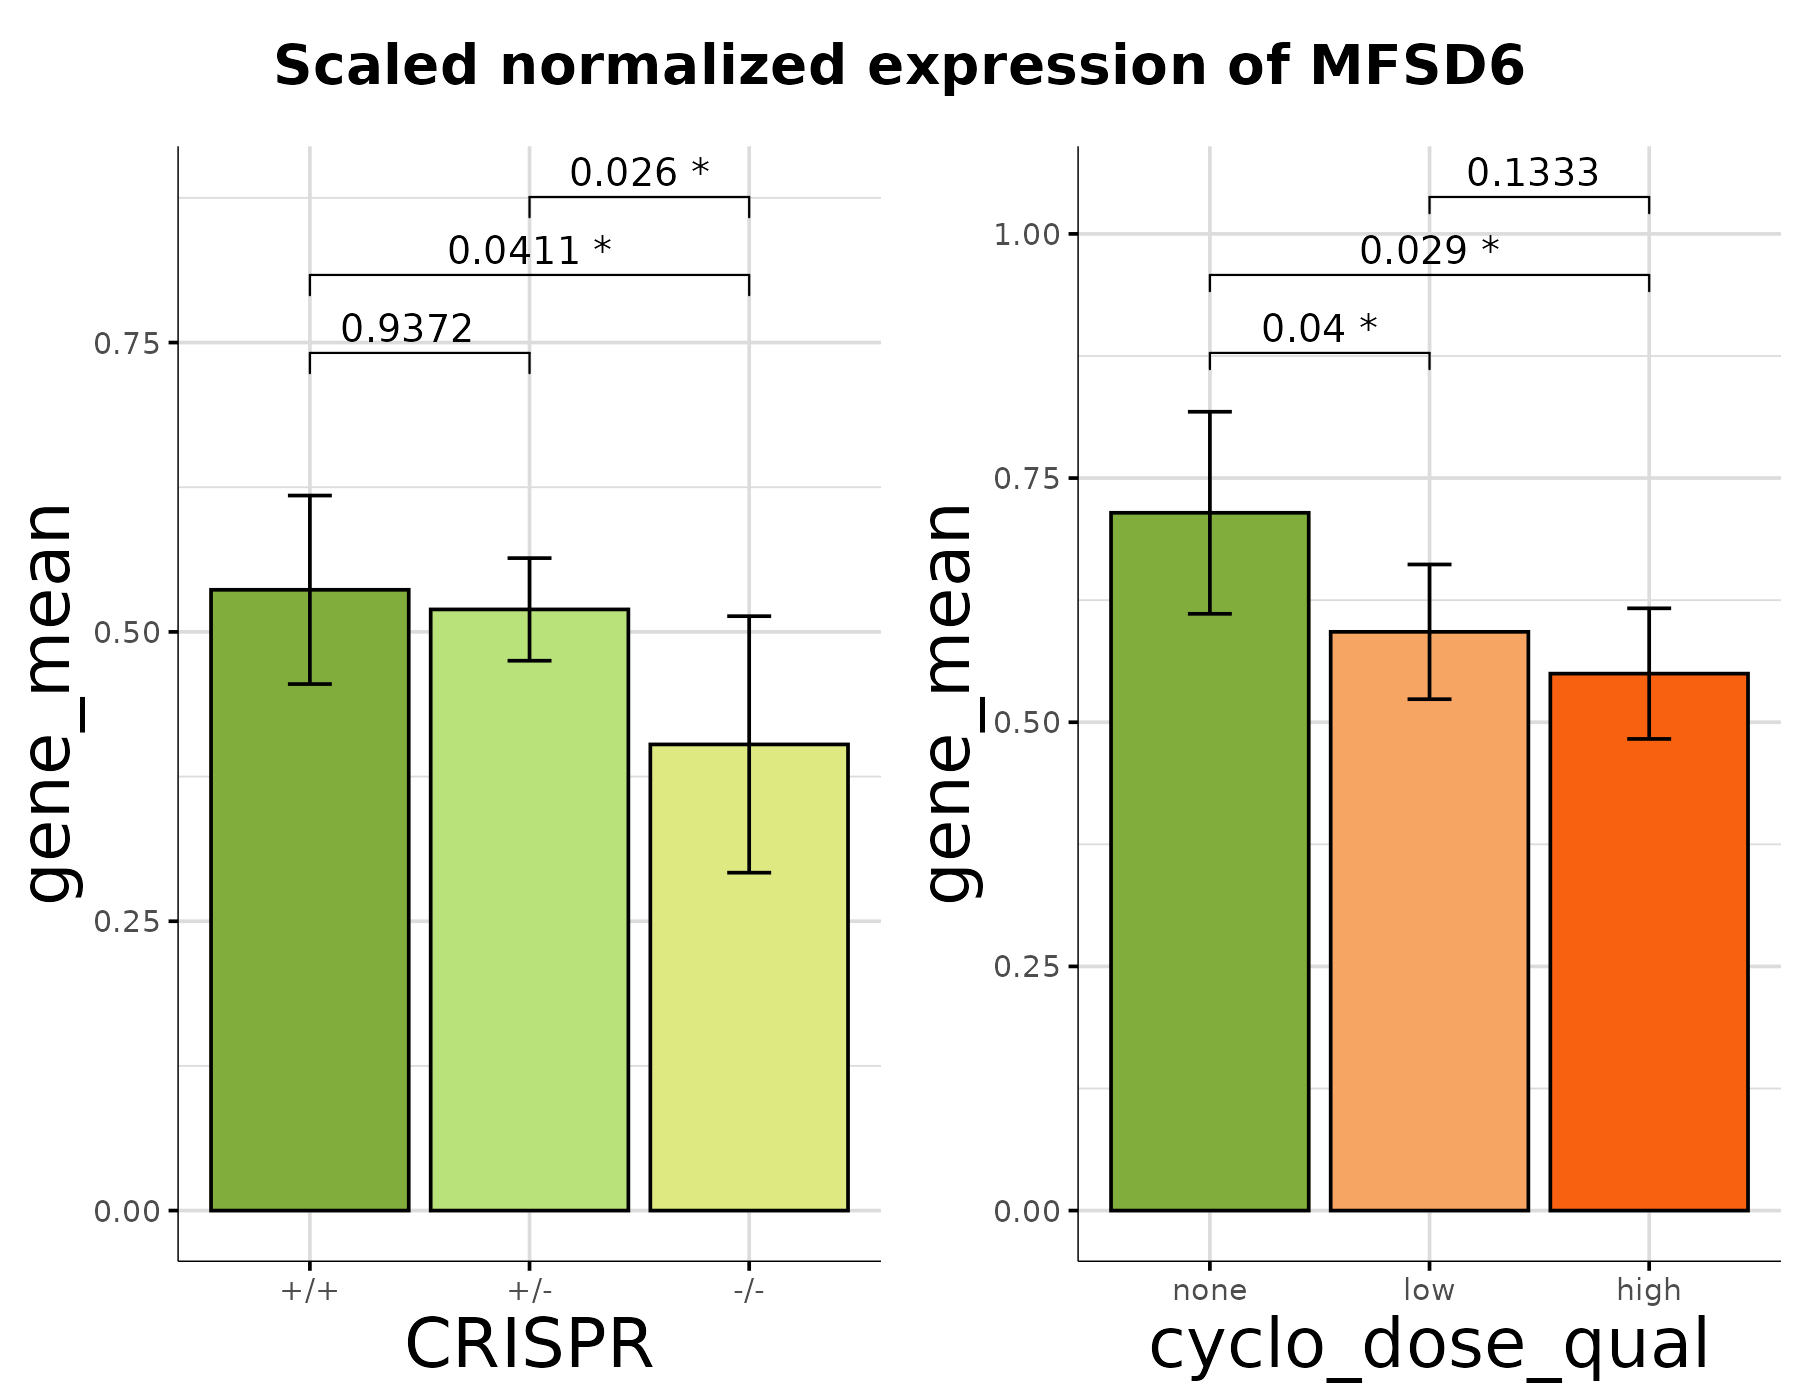 Scaled normalized expression of MFSD6
gene_mean
0.75
0.50
0.25
0.00
0.026 *
0.0411 *
0.9372
+/+ +/- -/-
CRISPR
gene_mean
1.00
0.75
0.50
0.25
0.00
0.1333
0.029 *
0.04 *
none low high
cyclo_dose_qual